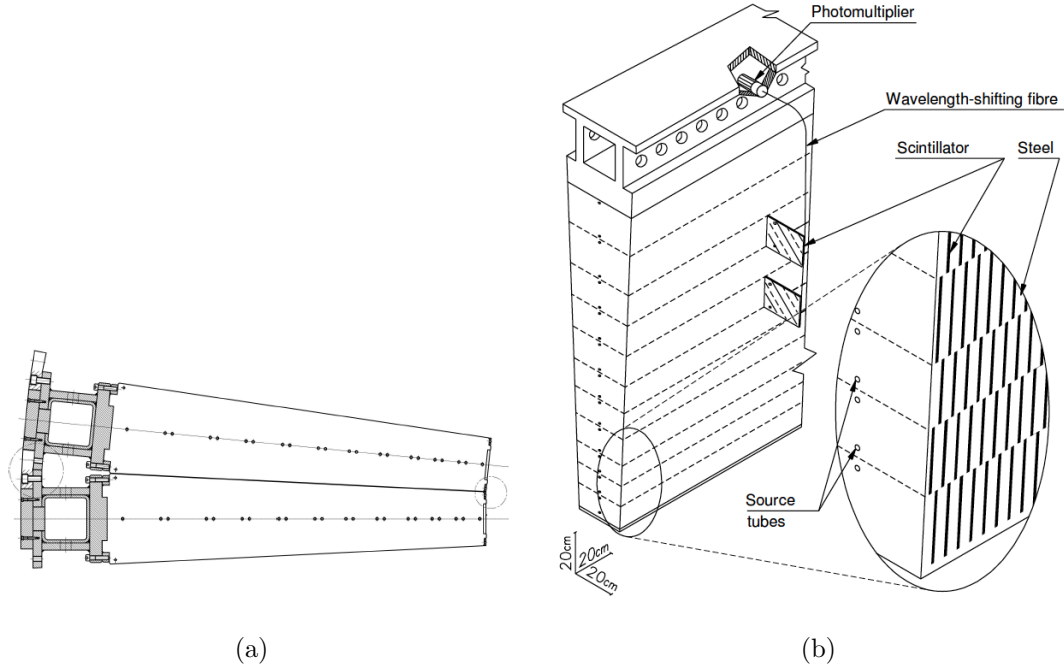 Photomultiplier
Wavelength-shifting fibre
Scintillator
Steel
Source
tubes
20cm
20cm
20cm
(a)
(b)